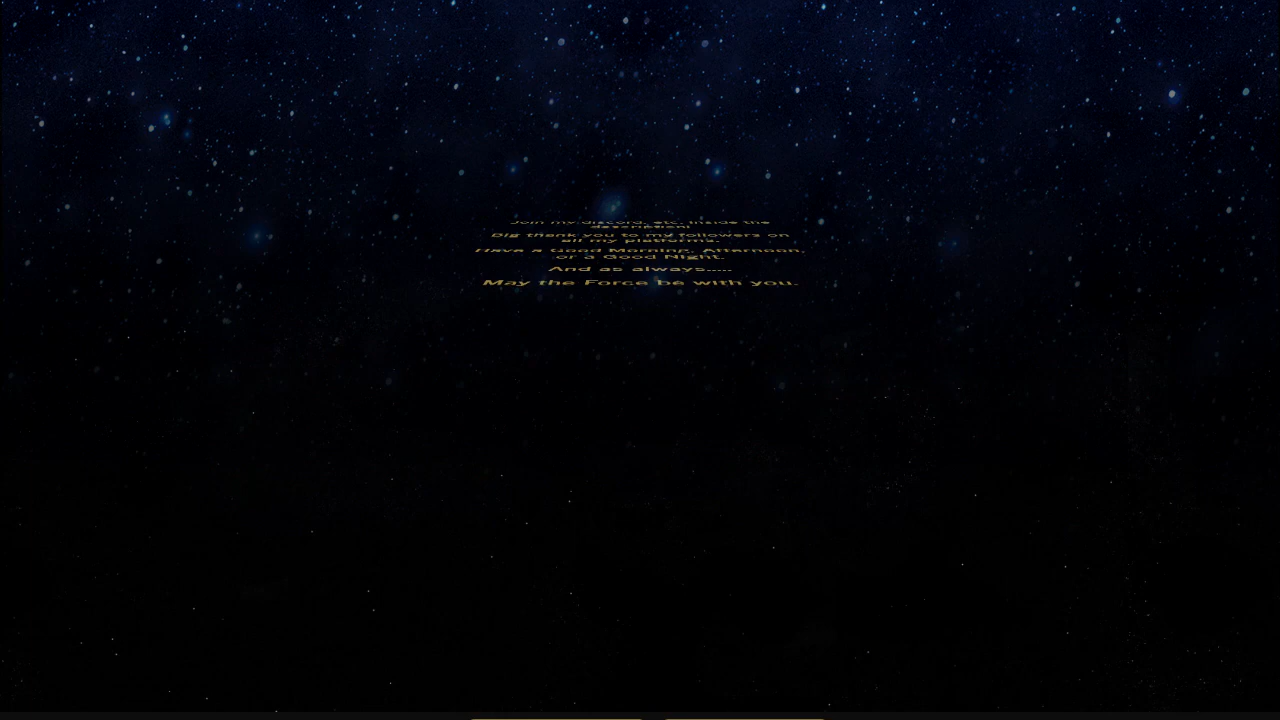 Join my discord, etc. inside the
description!
Big thank you to my followers on
all my platforms.
Have a Good Morning, Afternoon,
or a Good Night.
And as always.....
May the Force be with you.